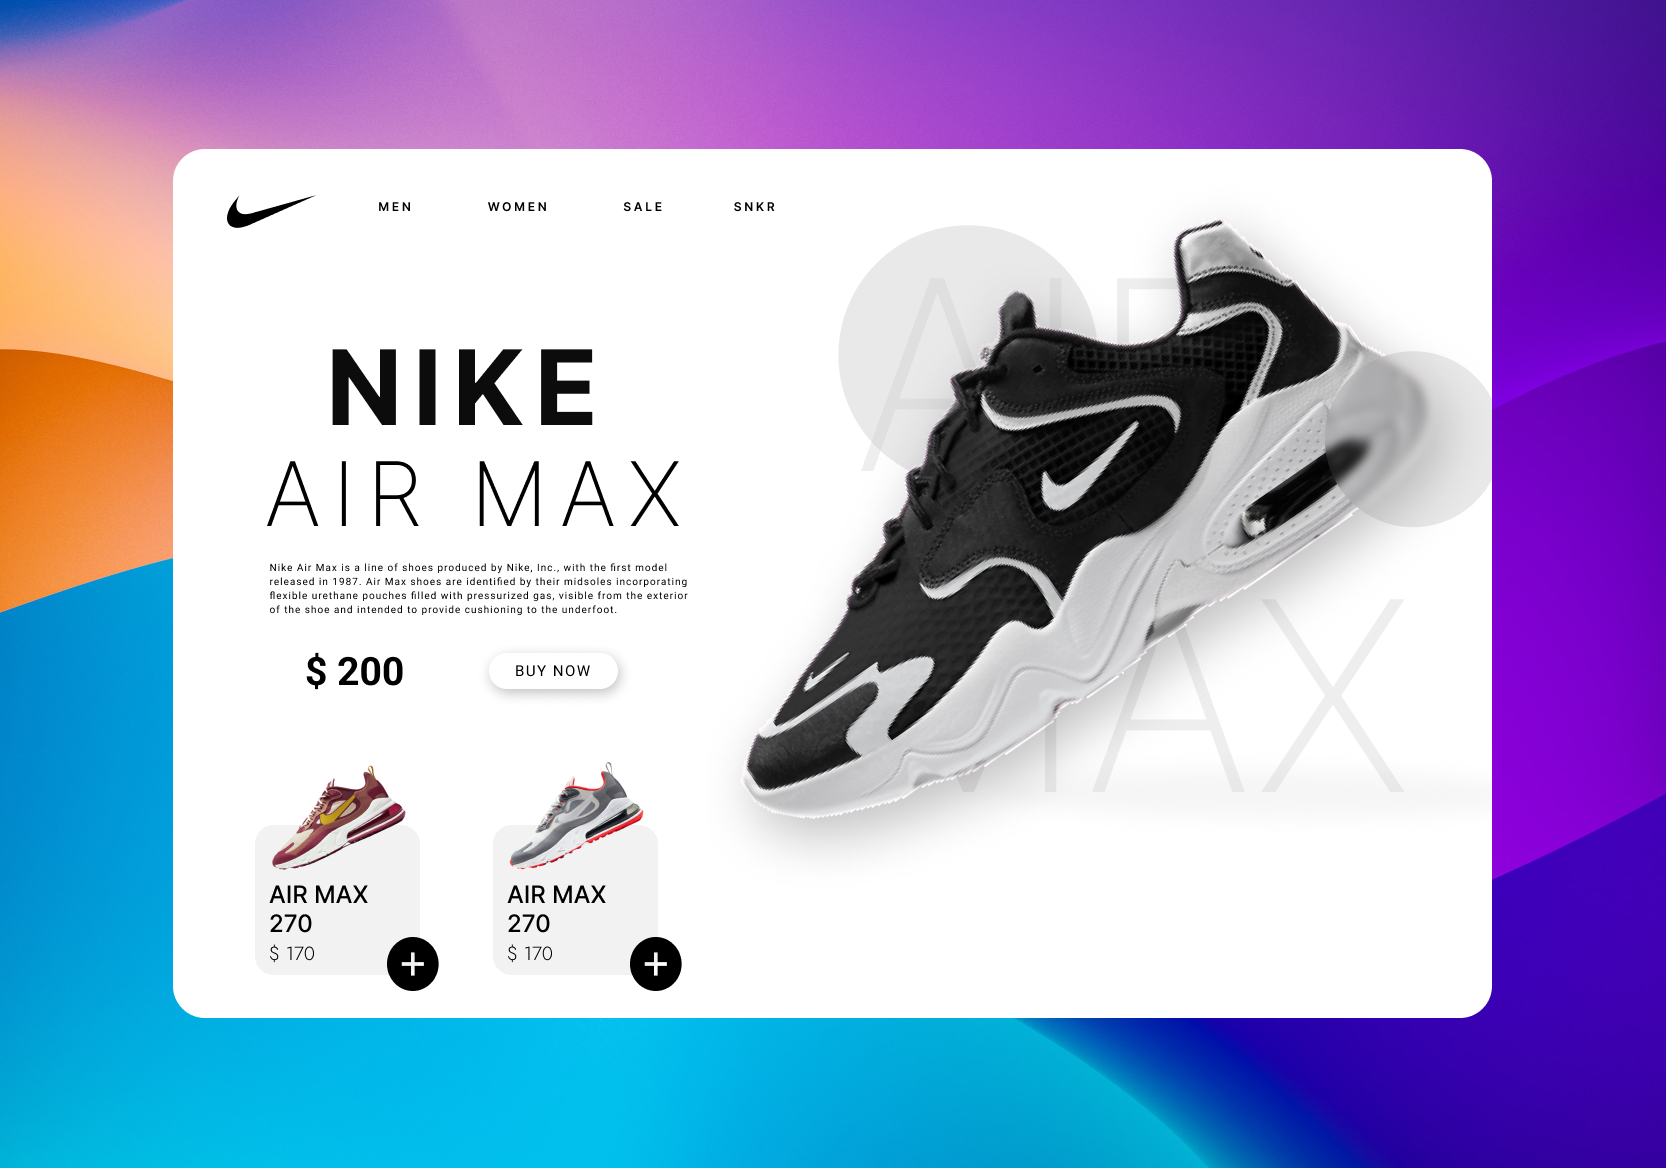 MEN WOMEN SALE SNKR
NIKE
AIR MAX
Nike Air Max is a line of shoes produced by Nike, Inc., with the first model
released in 1987. Air Max shoes are identified by their midsoles incorporating
flexible urethane pouches filled with pressurized gas, visible from the exterior
of the shoe and intended to provide cushioning to the underfoot.
$ 200
BUY NOW
AIR MAX
270
$ 170
AIR MAX
270
$ 170
AIR
MAX